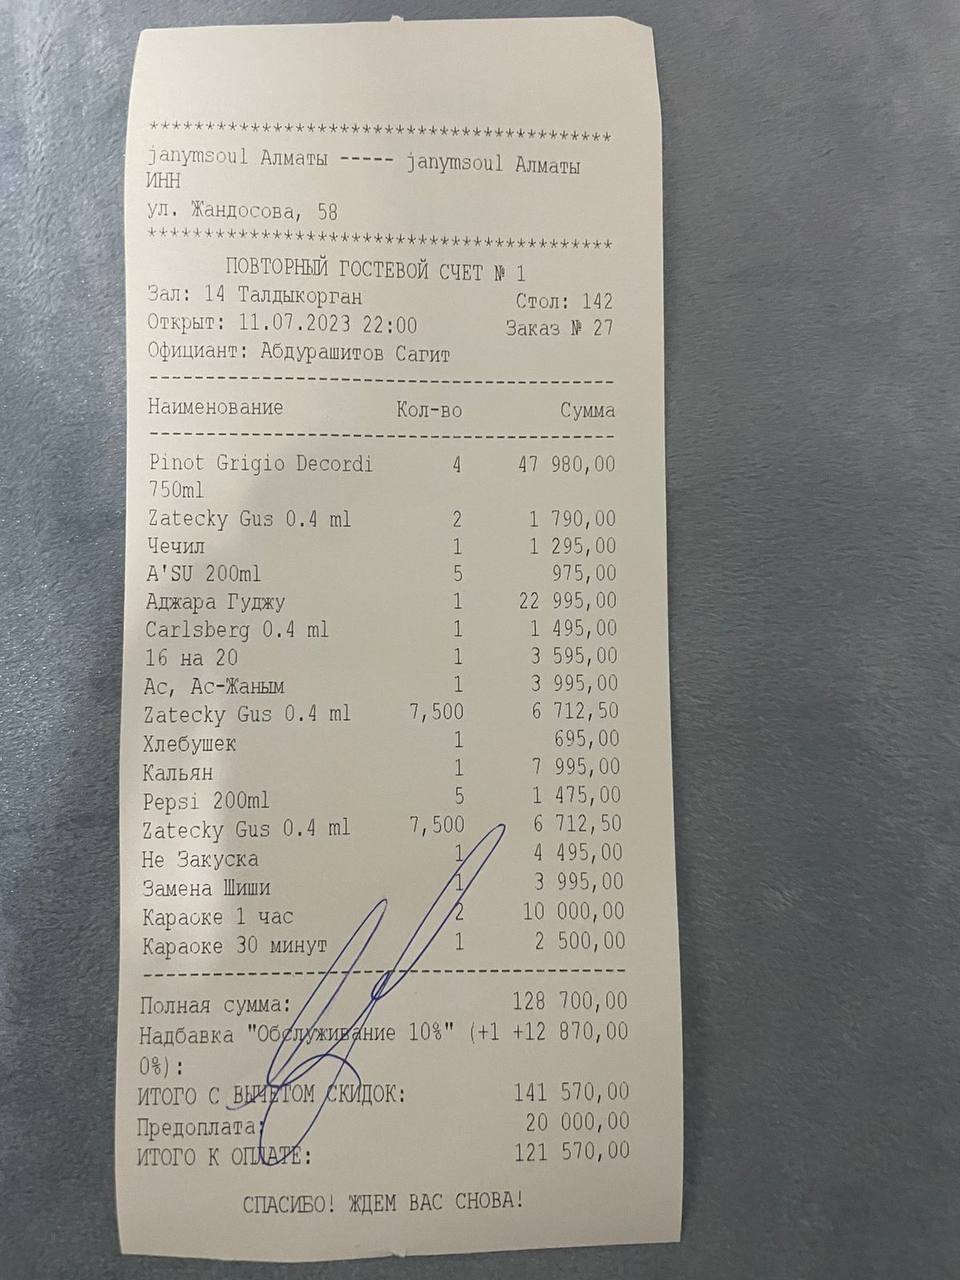 *****************************************
janymsoul Алматы ----- janymsoul Алматы
ИНН
ул. Жандосова, 58
*****************************************
ПОВТОРНЫЙ ГОСТЕВОЙ СЧЕТ № 1
Зал: 14 Талдыкорган Стол: 142
Открыт: 11.07.2023 22:00 Заказ № 27
Официант: Абдурашитов Сагит
-----------------------------------------
Наименование Кол-во Сумма
-----------------------------------------
Pinot Grigio Decordi 4 47 980,00
750ml
Zatecky Gus 0.4 ml 2 1 790,00
Чечил 1 1 295,00
A'SU 200ml 5 975,00
Аджара Гуджу 1 22 995,00
Carlsberg 0.4 ml 1 1 495,00
16 на 20 1 3 595,00
Ас, Ас-Жаным 1 3 995,00
Zatecky Gus 0.4 ml 7,500 6 712,50
Хлебушек 1 695,00
Кальян 1 7 995,00
Pepsi 200ml 5 1 475,00
Zatecky Gus 0.4 ml 7,500 6 712,50
Не Закуска 1 4 495,00
Замена Шиши 1 3 995,00
Караоке 1 час 2 10 000,00
Караоке 30 минут 1 2 500,00
-----------------------------------------
Полная сумма: 128 700,00
Надбавка "Обслуживание 10%" (+1 +12 870,00
0%):
ИТОГО С ВЫЧЕТОМ СКИДОК: 141 570,00
Предоплата: 20 000,00
ИТОГО К ОПЛАТЕ: 121 570,00
СПАСИБО! ЖДЕМ ВАС СНОВА!